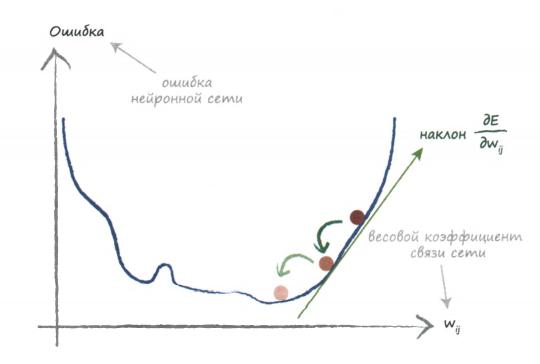 Ошибка
ошибка
нейронной сети
наклон ∂E
∂wij
весовой коэффициент
связи сети
wij